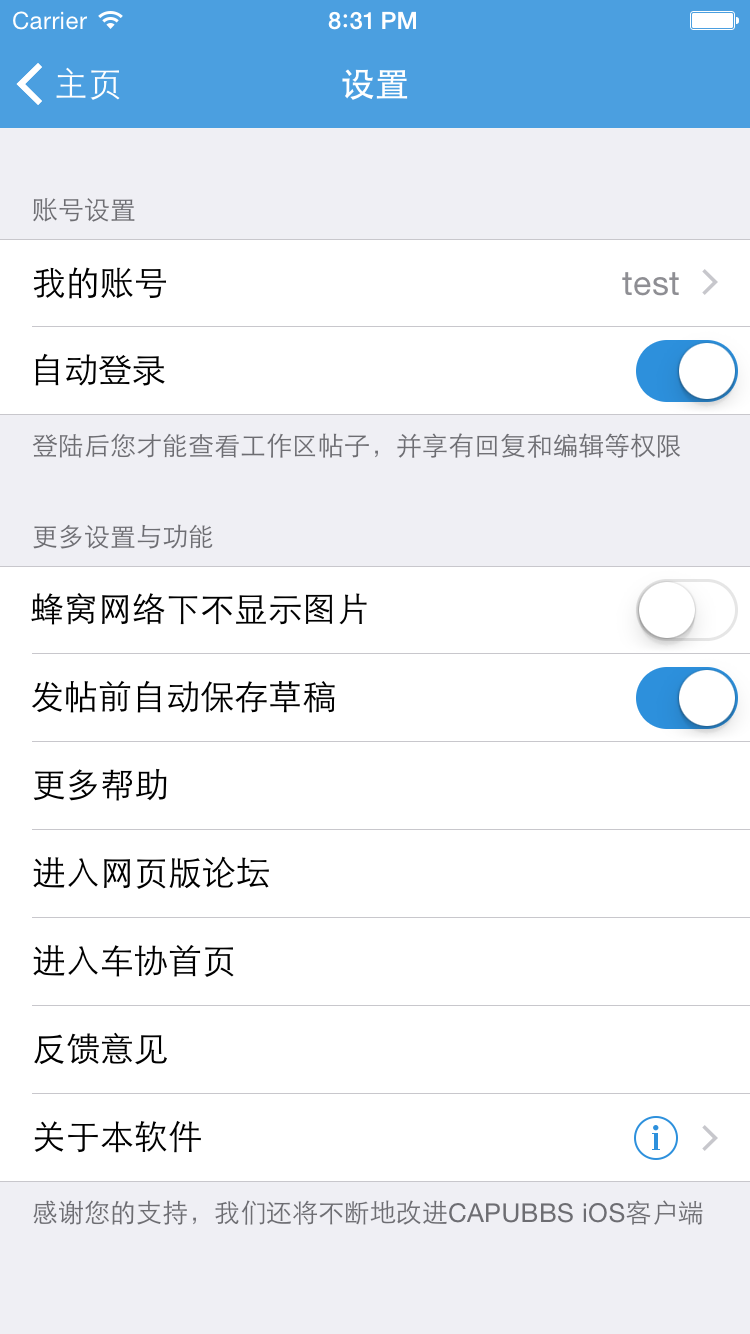 Carrier 8:31 PM
主页 设置
账号设置
我的账号 test
自动登录
登陆后您才能查看工作区帖子，并享有回复和编辑等权限
更多设置与功能
蜂窝网络下不显示图片
发帖前自动保存草稿
更多帮助
进入网页版论坛
进入车协首页
反馈意见
关于本软件 i
感谢您的支持，我们还将不断地改进CAPUBBS iOS客户端